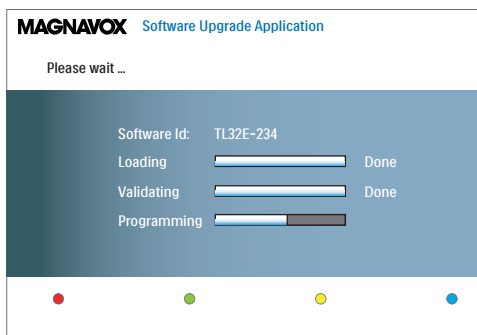 MAGNAVOX Software Upgrade Application
Please wait ...
Software Id: TL32E-234
Loading Done
Validating Done
Programming